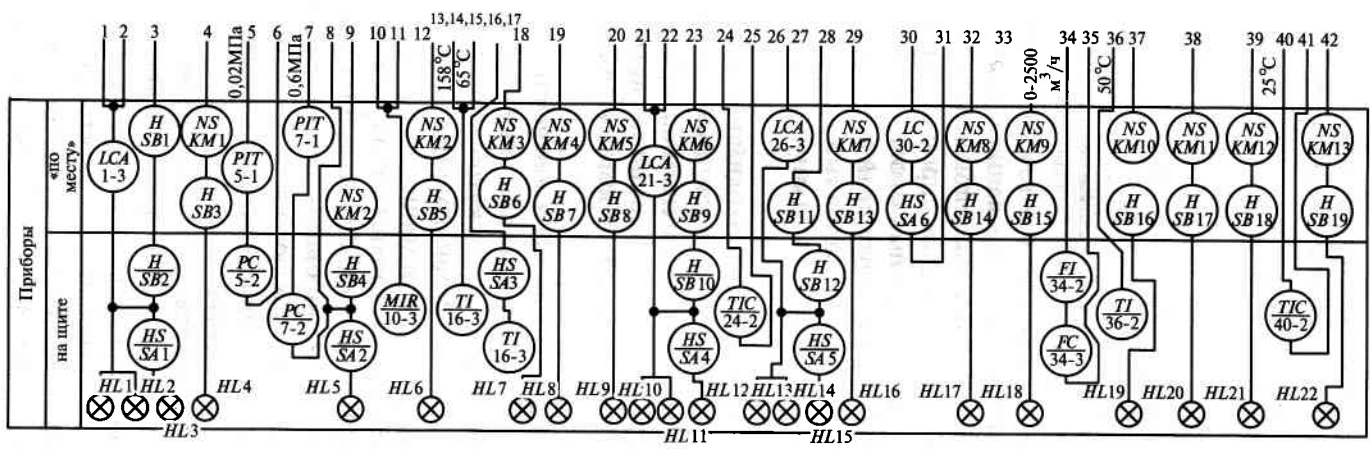 13,14,15,16,17
1 2 3 4 5 6 7 8 9 10 11 12 18 19 20 21 22 23 24 25 26 27 28 29 30 31 32 33 34 35 36 37 38 39 40 41 42
0,02МПа 0,6МПа 158°С 65°С 0-2500 м³/ч 50°С 25°С
Приборы
«по месту»
H SB1 NS KM1 PIT 7-1 NS KM2 NS KM3 NS KM4 NS KM5 NS KM6 LCA 26-3 NS KM7 LC 30-2 NS KM8 NS KM9 NS KM10 NS KM11 NS KM12 NS KM13
LCA 1-3 PIT 5-1 LCA 21-3
H SB3 NS KM2 H SB5 H SB6 H SB7 H SB8 H SB9 H SB11 H SB13 HS SA6 H SB14 H SB15 H SB16 H SB17 H SB18 H SB19
на щите
H SB2 PC 5-2 H SB4 HS SA3 H SB10 H SB12 FI 34-2
PC 7-2 MIR 10-3 TI 16-3 TIC 24-2 TI 36-2 TIC 40-2
HS SA1 HS SA2 TI 16-3 HS SA4 HS SA5 FC 34-3
HL1 HL2 HL4 HL5 HL6 HL7 HL8 HL9 HL10 HL12 HL13 HL14 HL16 HL17 HL18 HL19 HL20 HL21 HL22
HL3 HL11 HL15